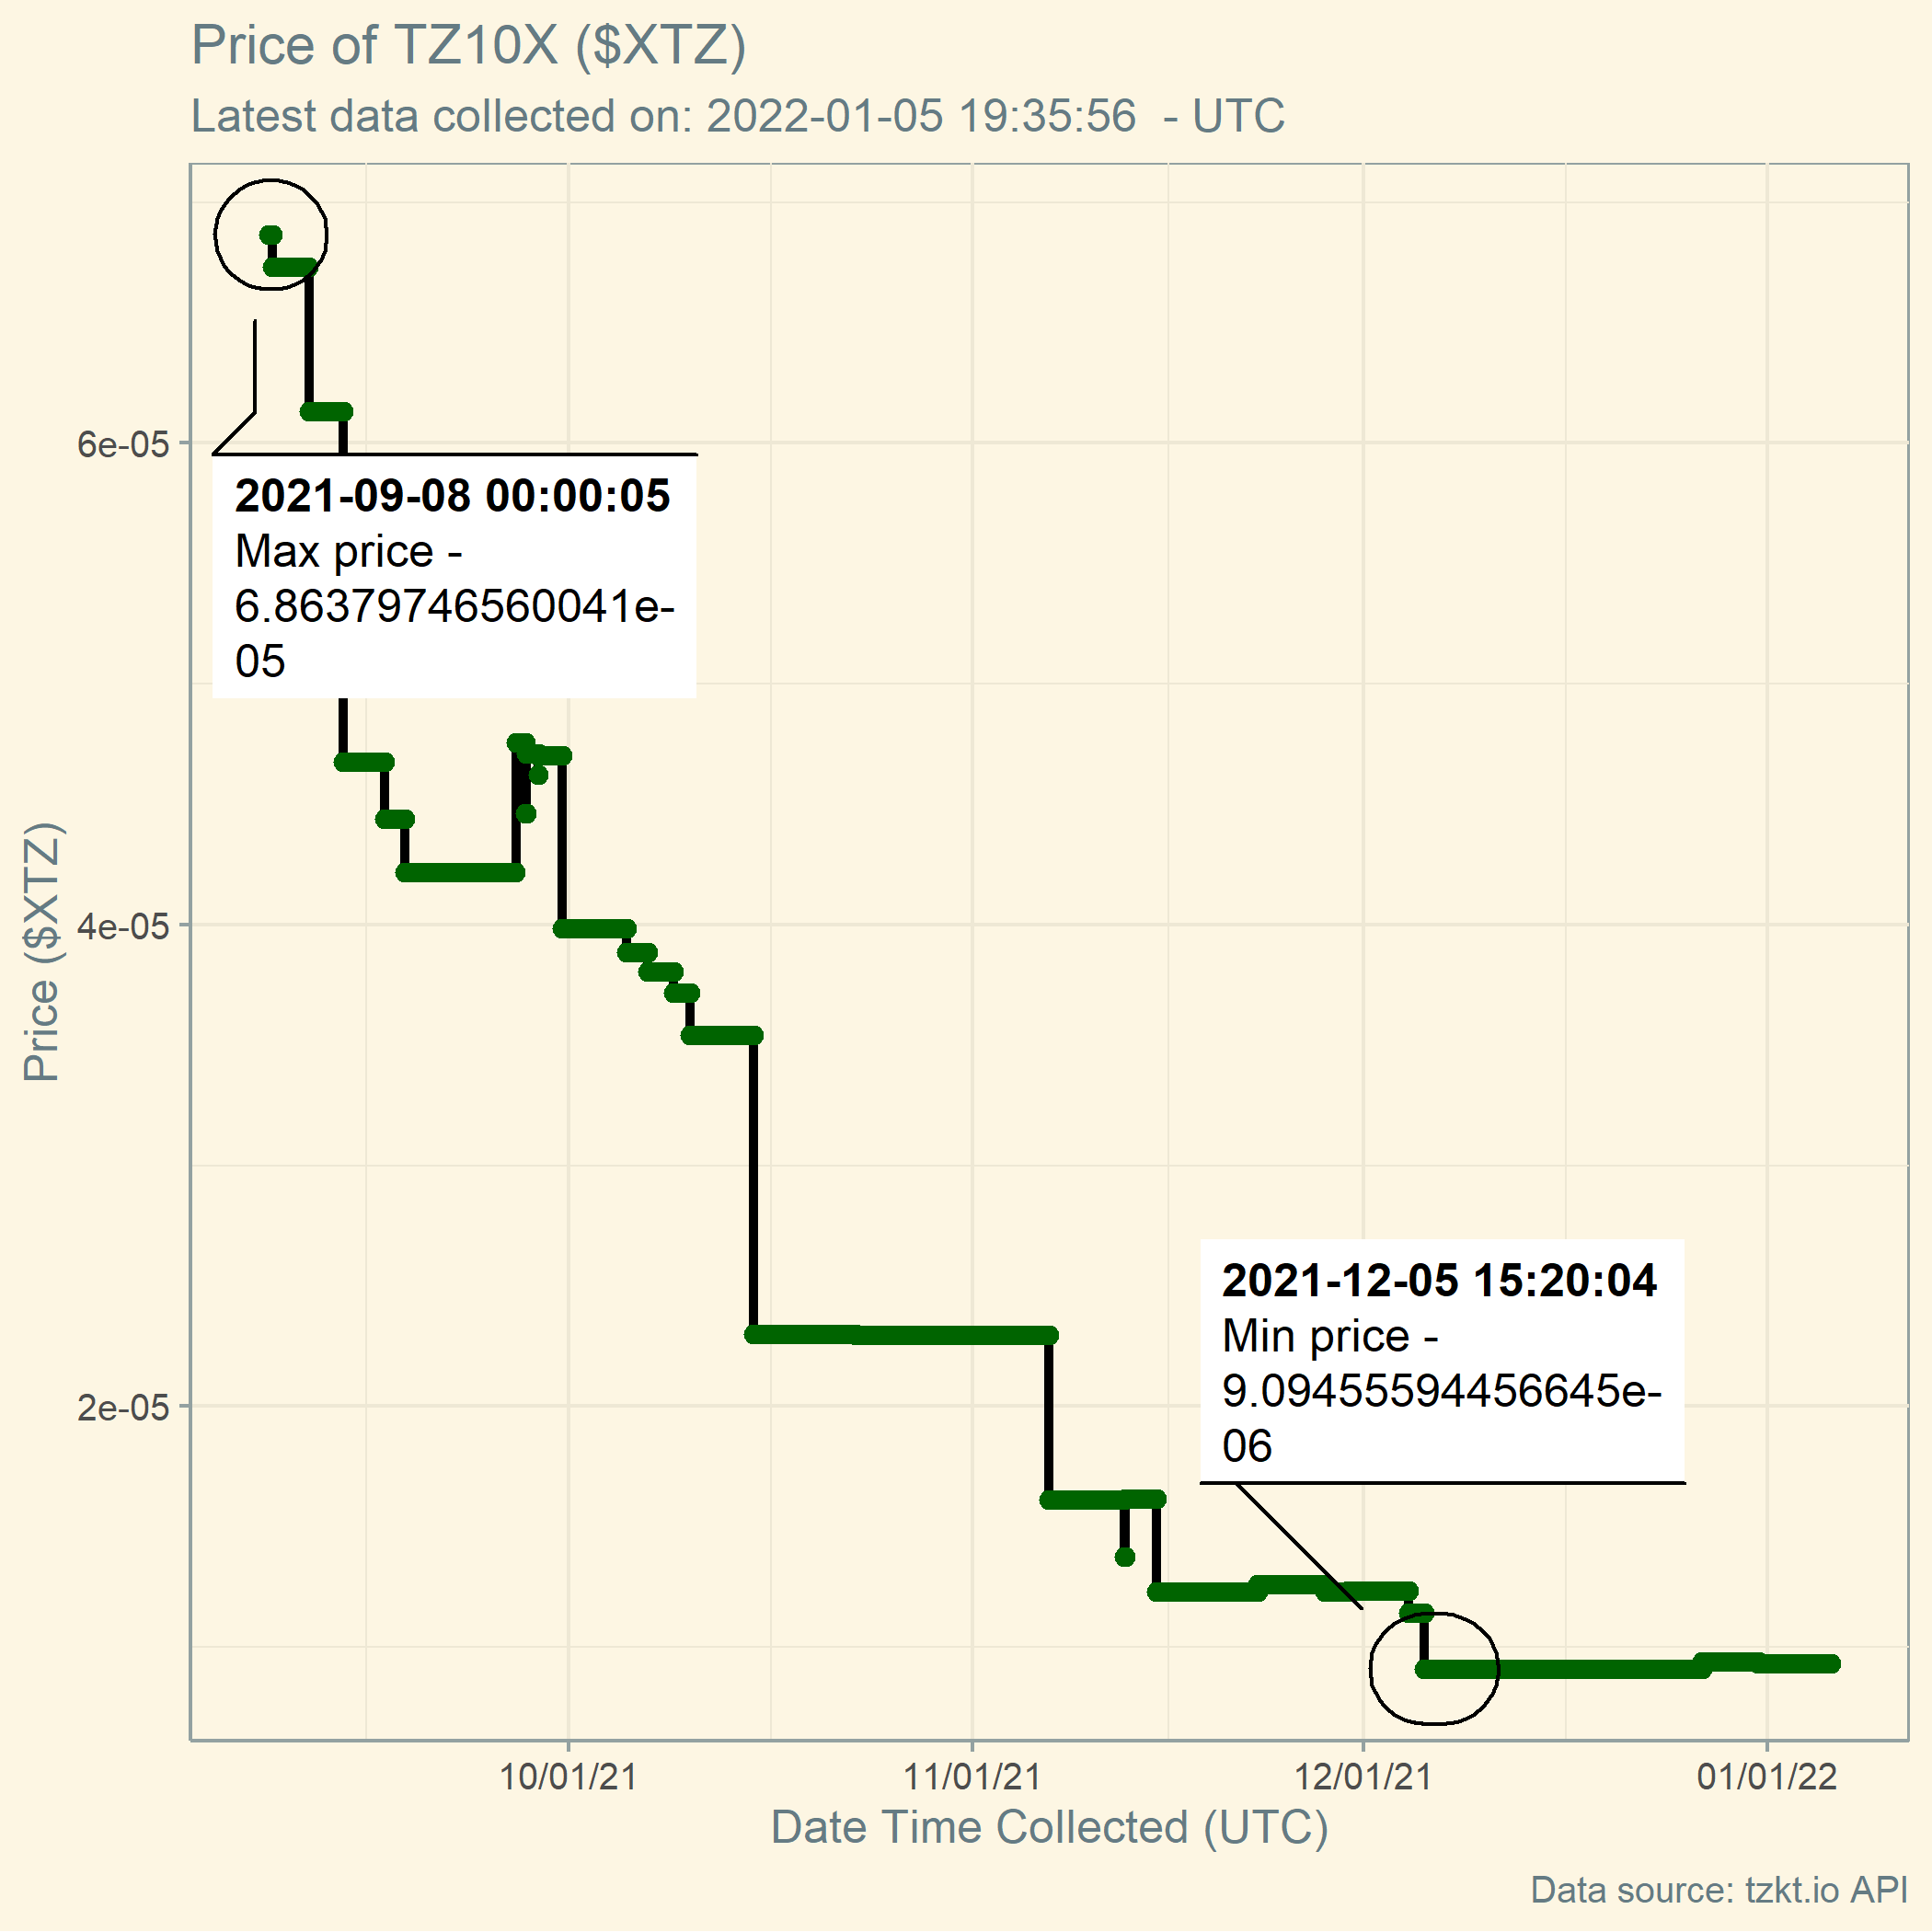 Price of TZ10X ($XTZ)
Latest data collected on: 2022-01-05 19:35:56  - UTC
Price ($XTZ)
6e-05
4e-05
2e-05
2021-09-08 00:00:05
Max price -
6.86379746560041e-
05
2021-12-05 15:20:04
Min price -
9.09455594456645e-
06
10/01/21
11/01/21
12/01/21
01/01/22
Date Time Collected (UTC)
Data source: tzkt.io API